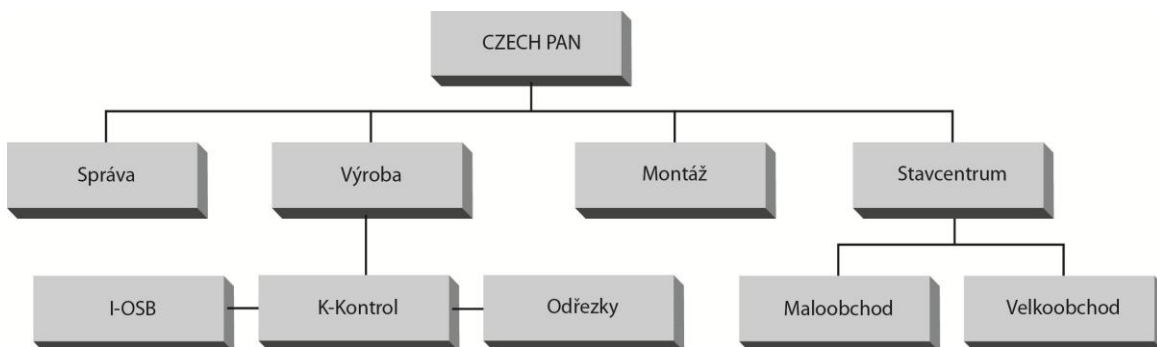 CZECH PAN
Správa
Výroba
Montáž
Stavcentrum
I-OSB
K-Kontrol
Odřezky
Maloobchod
Velkoobchod